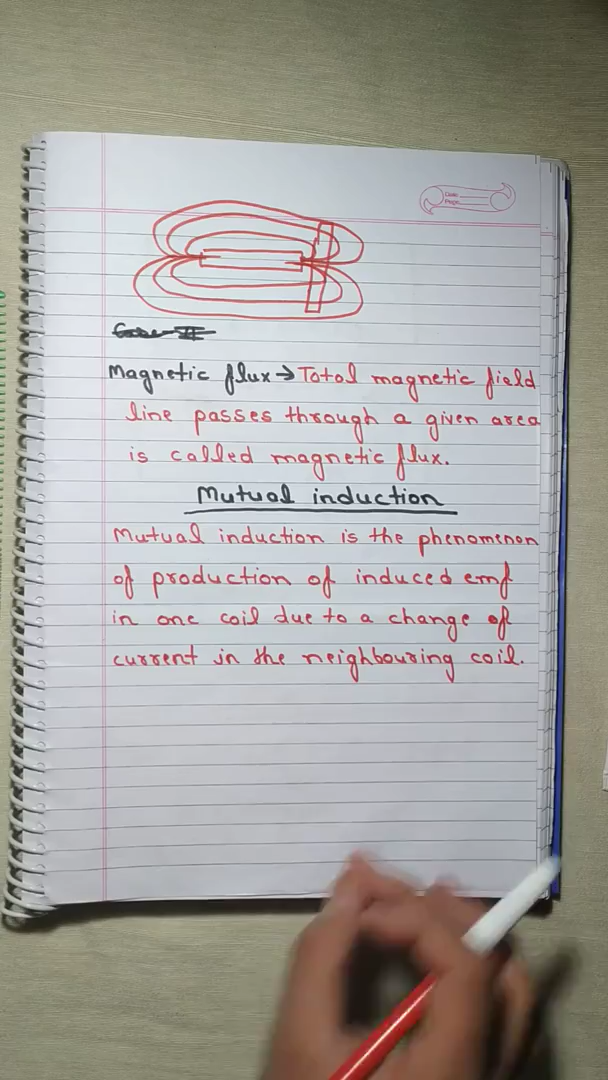 Date
Page
Magnetic flux → Total magnetic field
line passes through a given area
is called magnetic flux.
Mutual induction
Mutual induction is the phenomenon
of production of induced emf
in one coil due to a change of
current in the neighbouring coil.